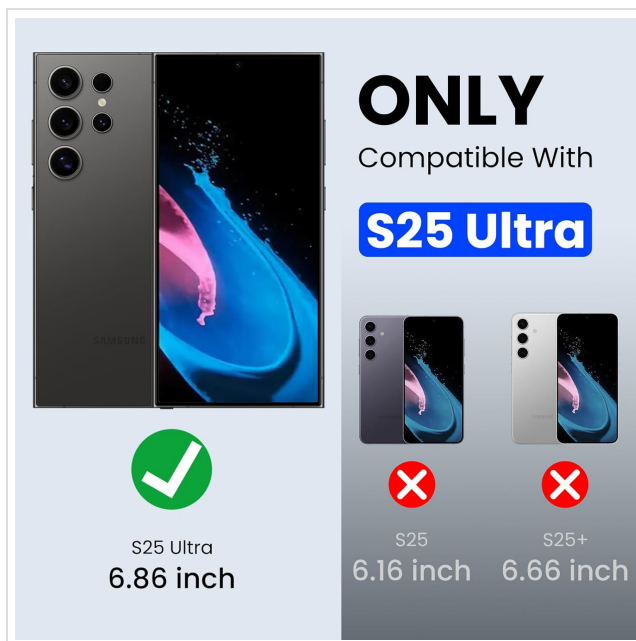 ONLY
Compatible With
S25 Ultra
SAMSUNG
S25 Ultra
6.86 inch
S25
6.16 inch
S25+
6.66 inch